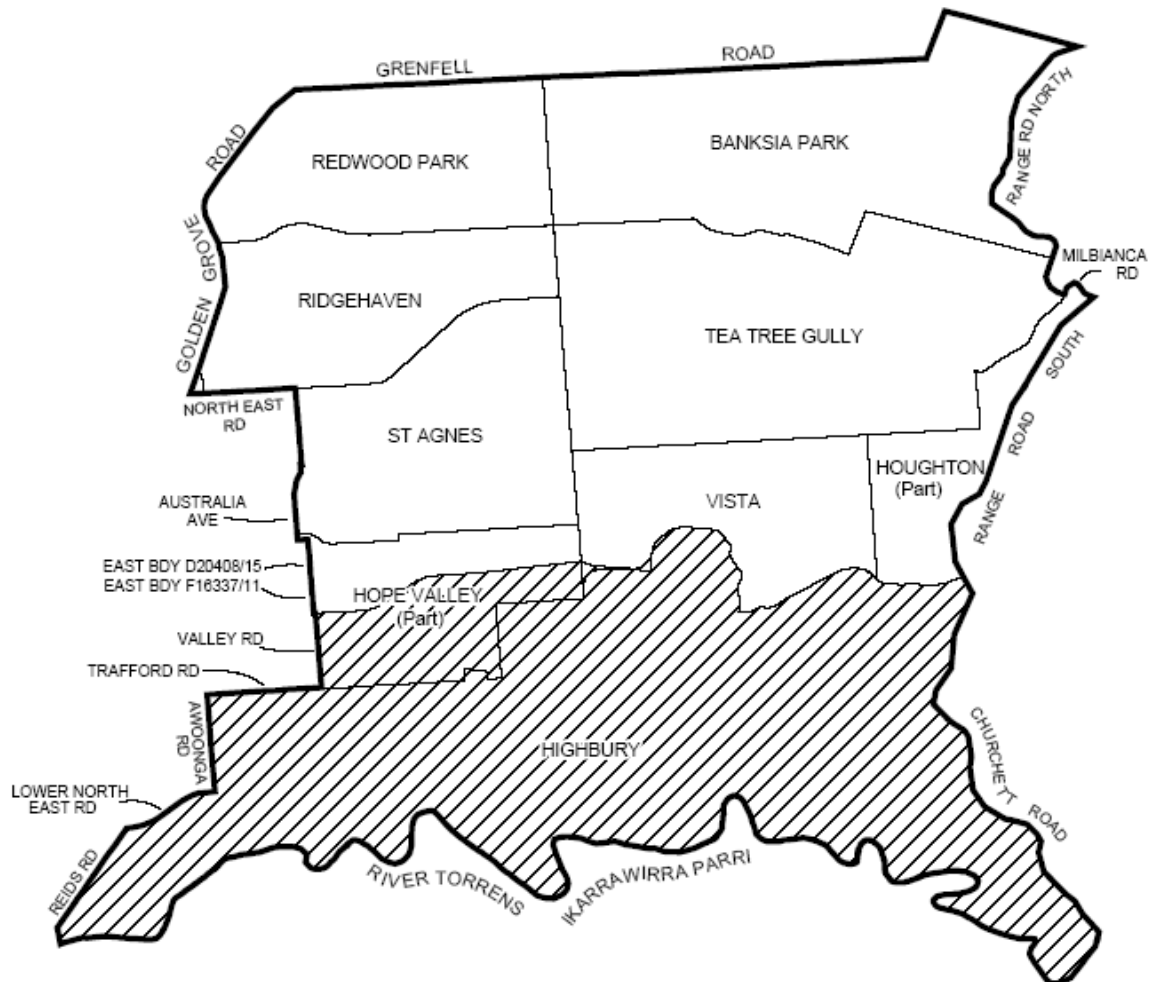 GRENFELL ROAD
RANGE RD NORTH
GOLDEN GROVE ROAD
REDWOOD PARK
BANKSIA PARK
MILBIANCA
RD
RIDGEHAVEN
TEA TREE GULLY
NORTH EAST
RD
RANGE ROAD SOUTH
ST AGNES
HOUGHTON
(Part)
VISTA
AUSTRALIA
AVE
EAST BDY D20408/15
EAST BDY F16337/11
HOPE VALLEY
(Part)
VALLEY RD
TRAFFORD RD
AWOONGA
RD
HIGHBURY
CHURCHETT ROAD
LOWER NORTH
EAST RD
REIDS RD
RIVER TORRENS
IKARRAWIRRA PARRI